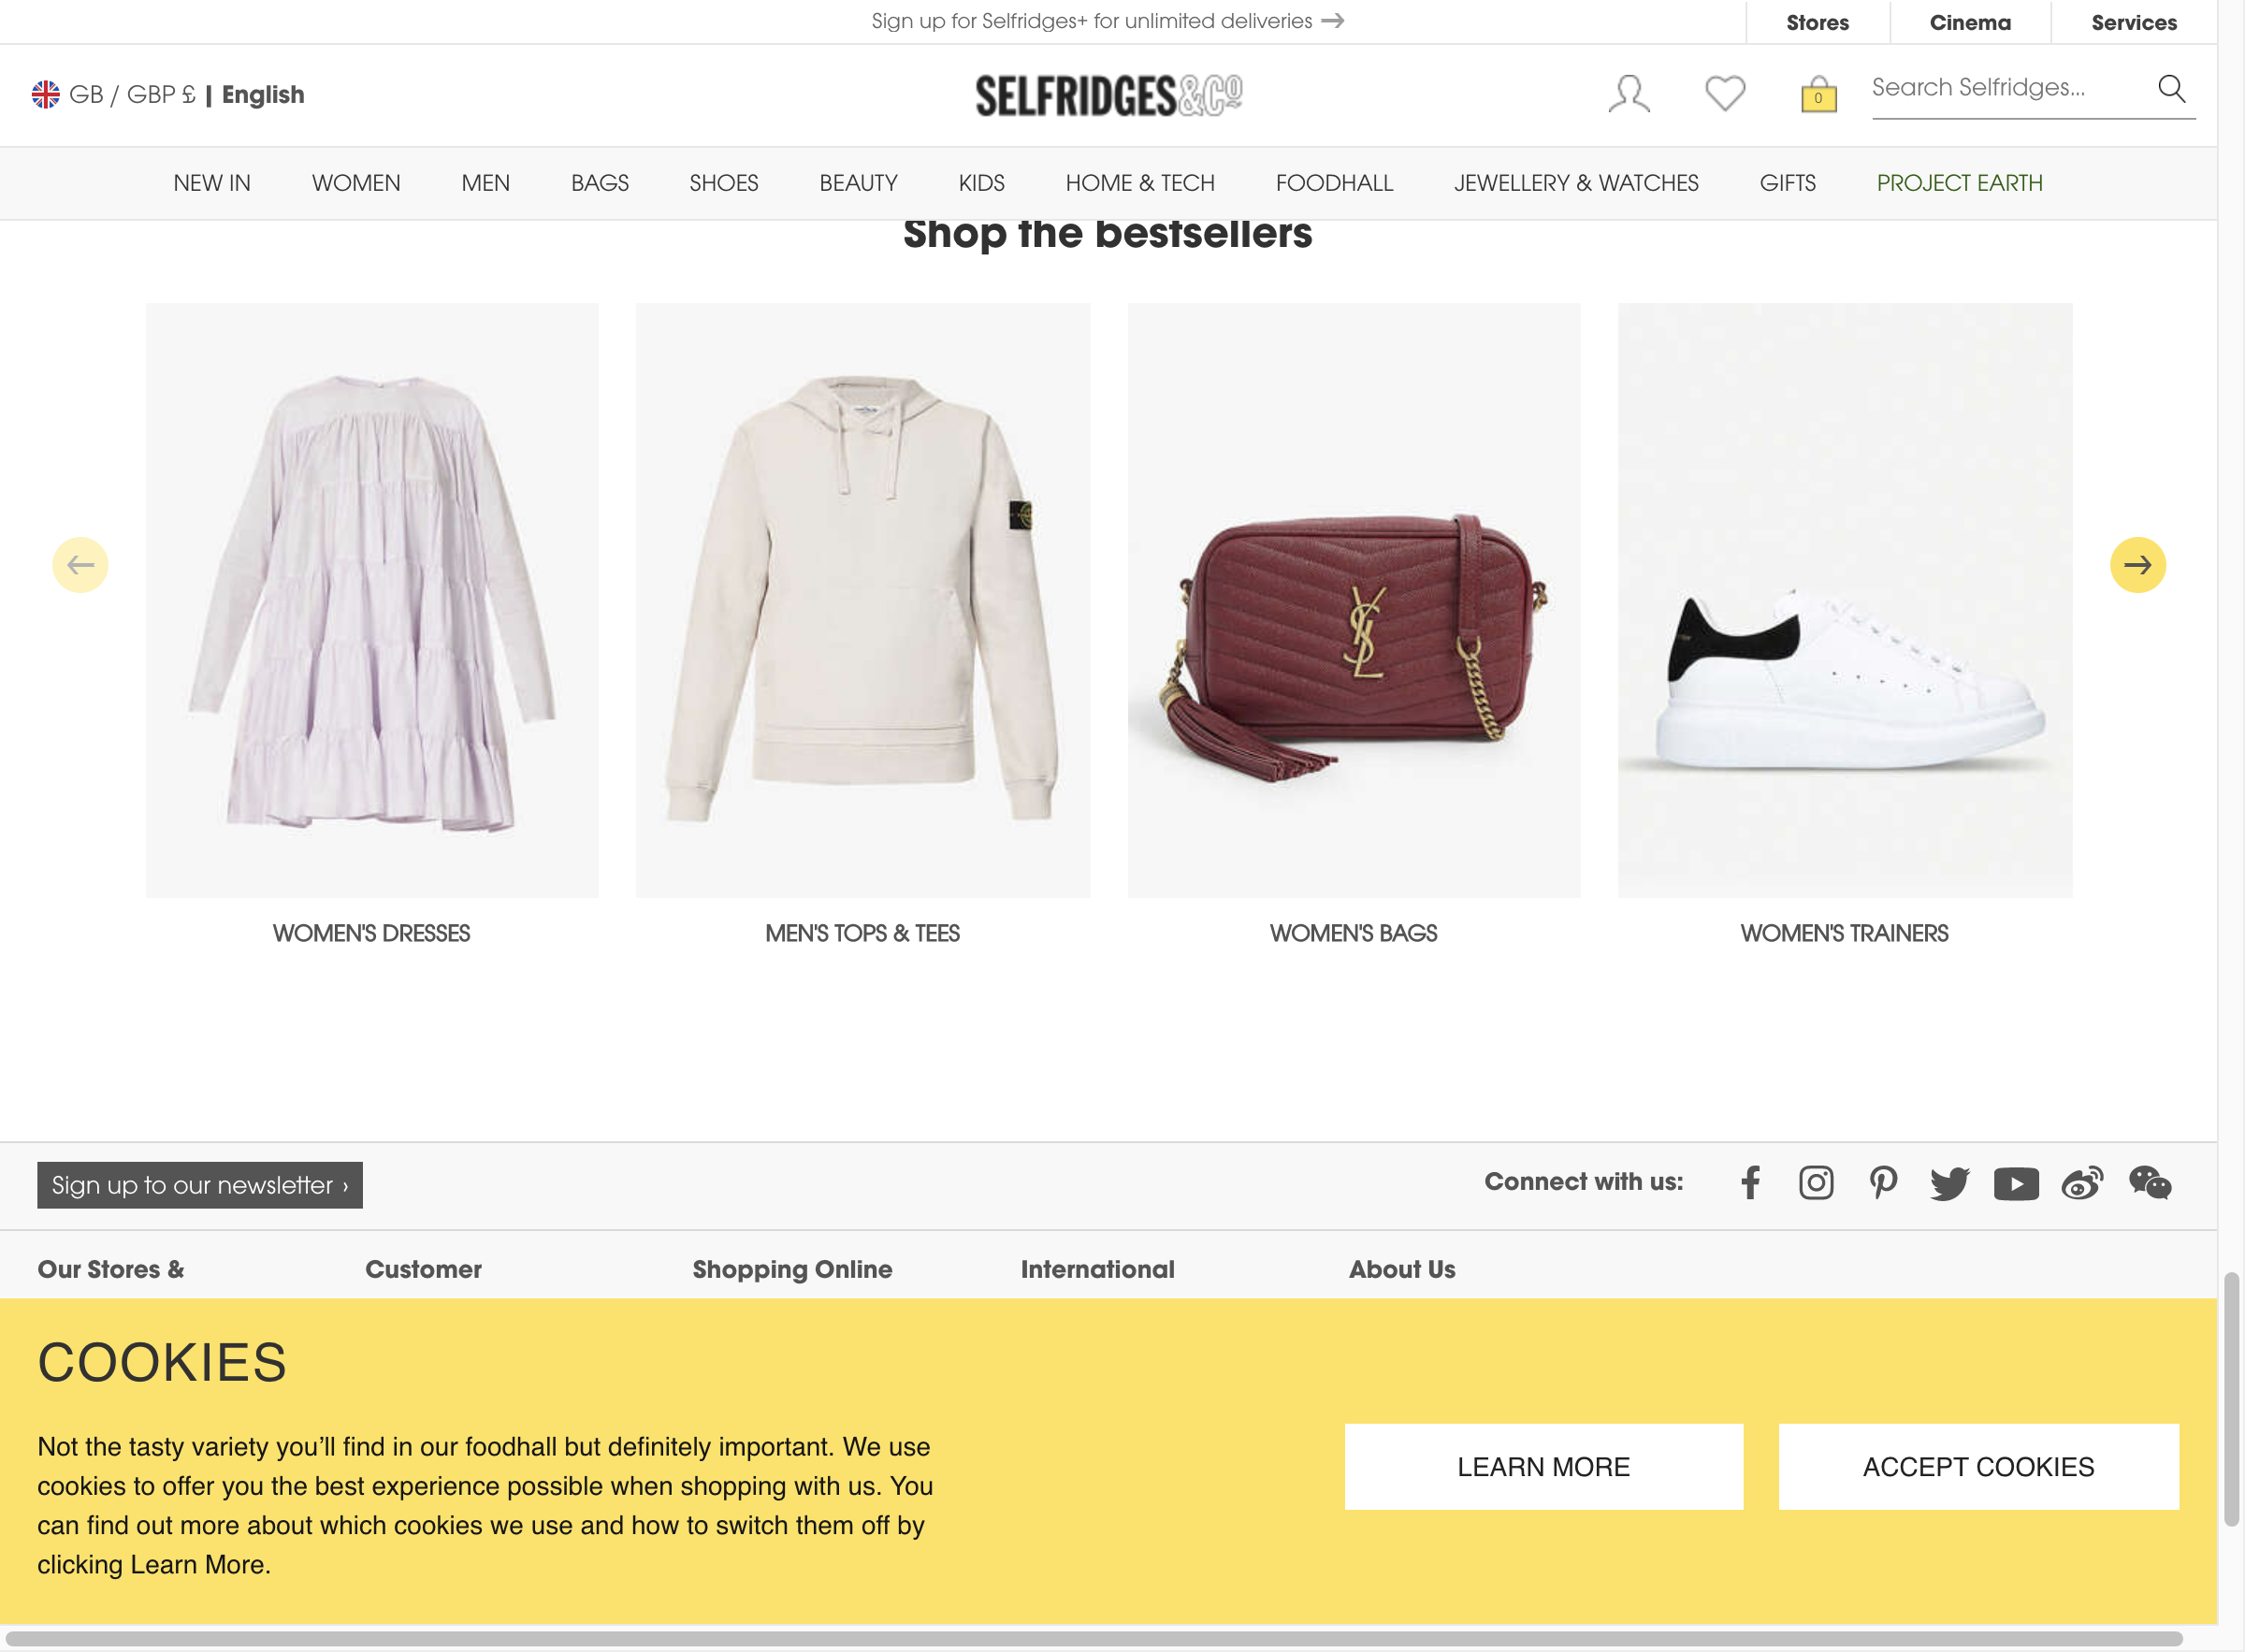 Sign up for Selfridges+ for unlimited deliveries →
Stores
Cinema
Services
GB / GBP £ | English
SELFRIDGES&Co
0
Search Selfridges...
NEW IN
WOMEN
MEN
BAGS
SHOES
BEAUTY
KIDS
HOME & TECH
FOODHALL
JEWELLERY & WATCHES
GIFTS
PROJECT EARTH
Shop the bestsellers
YSL
WOMEN'S DRESSES
MEN'S TOPS & TEES
WOMEN'S BAGS
WOMEN'S TRAINERS
Sign up to our newsletter ›
Connect with us:
Our Stores &
Customer
Shopping Online
International
About Us
COOKIES
Not the tasty variety you’ll find in our foodhall but definitely important. We use
cookies to offer you the best experience possible when shopping with us. You
can find out more about which cookies we use and how to switch them off by
clicking Learn More.
LEARN MORE
ACCEPT COOKIES